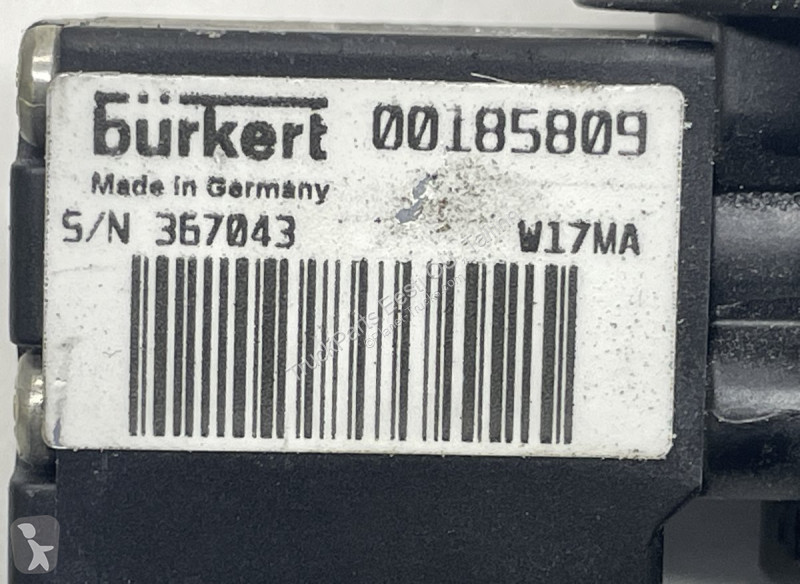 bürkert 00185809
Made in Germany
S/N 367043 W17MA